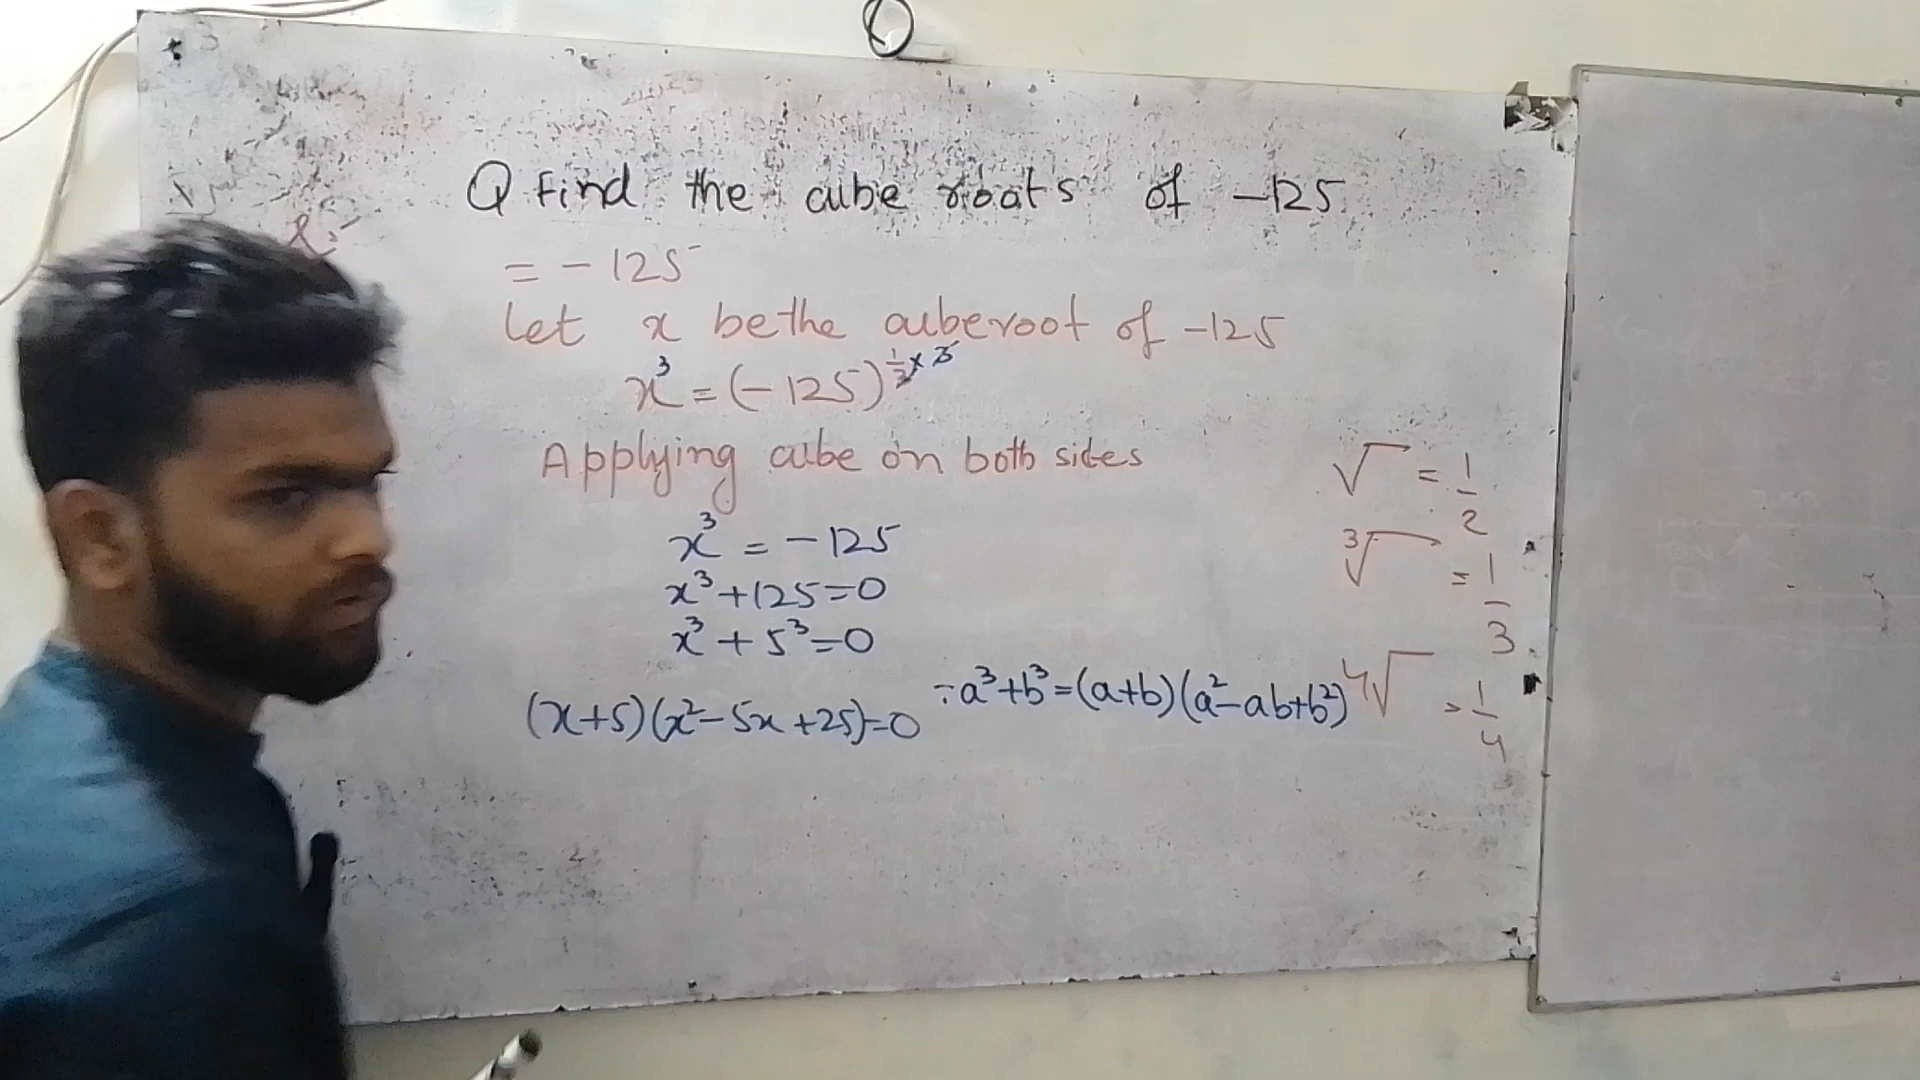 Q Find the cube roots of -125
= - 125
Let x be the cube root of -125
x³ = (-125)^(1/3 × 3)
Applying cube on both sides
x³ = -125
x³ + 125 = 0
x³ + 5³ = 0
(x+5)(x² - 5x + 25) = 0 ∵ a³+b³ = (a+b)(a²-ab+b²)
√ = 1/2
³√ = 1/3
⁴√ = 1/4